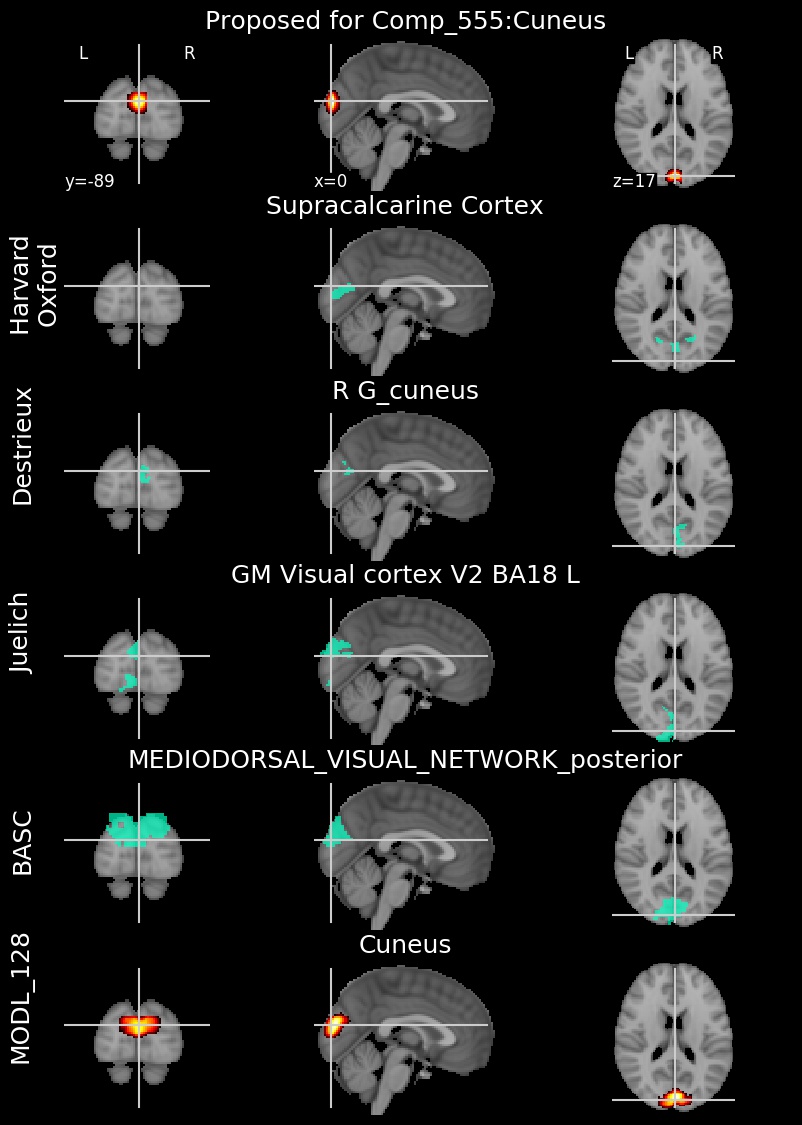 Proposed for Comp_555:Cuneus
L R L R
y=-89 x=0 z=17
Supracalcarine Cortex
Harvard
Oxford
R G_cuneus
Destrieux
GM Visual cortex V2 BA18 L
Juelich
MEDIODORSAL_VISUAL_NETWORK_posterior
BASC
Cuneus
MODL_128